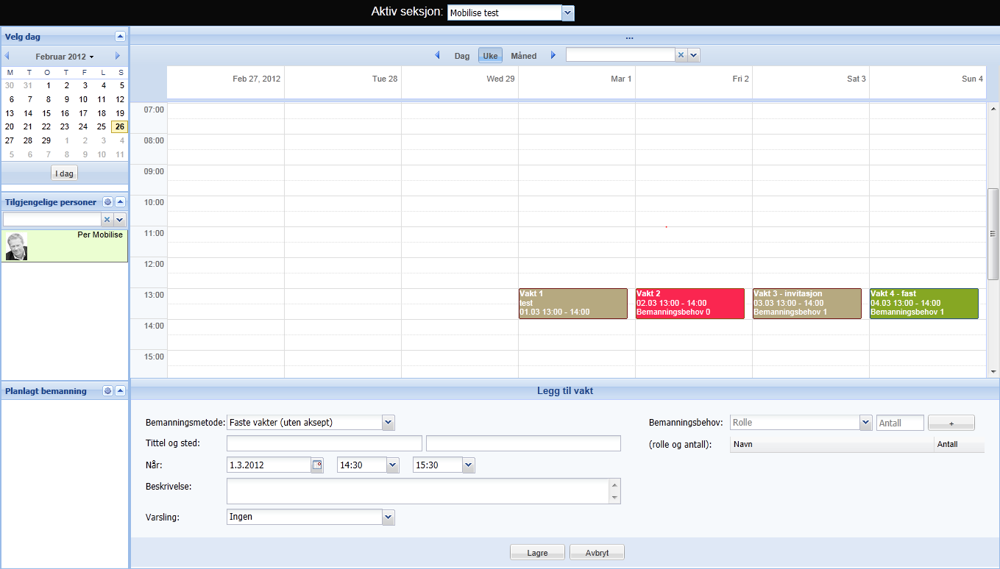 Aktiv seksjon: Mobilise test
Velg dag
Februar 2012
M T O T F L S
30 31 1 2 3 4 5
6 7 8 9 10 11 12
13 14 15 16 17 18 19
20 21 22 23 24 25 26
27 28 29 1 2 3 4
5 6 7 8 9 10 11
I dag
Tilgjengelige personer
Per Mobilise
Planlagt bemanning
...
Dag Uke Måned
Feb 27, 2012 Tue 28 Wed 29 Mar 1 Fri 2 Sat 3 Sun 4
07:00
08:00
09:00
10:00
11:00
12:00
13:00
14:00
15:00
Vakt 1
test
01.03 13:00 - 14:00
Vakt 2
02.03 13:00 - 14:00
Bemanningsbehov 0
Vakt 3 - invitasjon
03.03 13:00 - 14:00
Bemanningsbehov 1
Vakt 4 - fast
04.03 13:00 - 14:00
Bemanningsbehov 1
Legg til vakt
Bemanningsmetode: Faste vakter (uten aksept)
Tittel og sted:
Når: 1.3.2012 14:30 15:30
Beskrivelse:
Varsling: Ingen
Bemanningsbehov: Rolle Antall +
(rolle og antall): Navn Antall
Lagre Avbryt